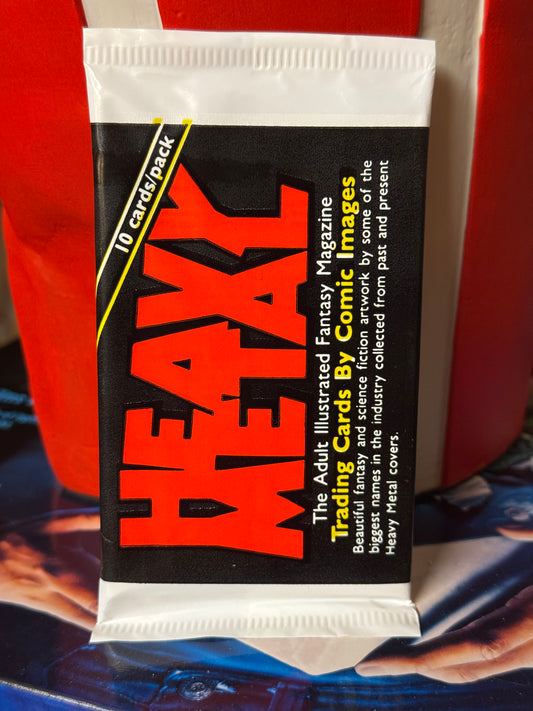 10 cards/pack
HEAVY
METAL
The Adult Illustrated Fantasy Magazine
Trading Cards By Comic Images
Beautiful fantasy and science fiction artwork by some of the
biggest names in the industry collected from past and present
Heavy Metal covers.